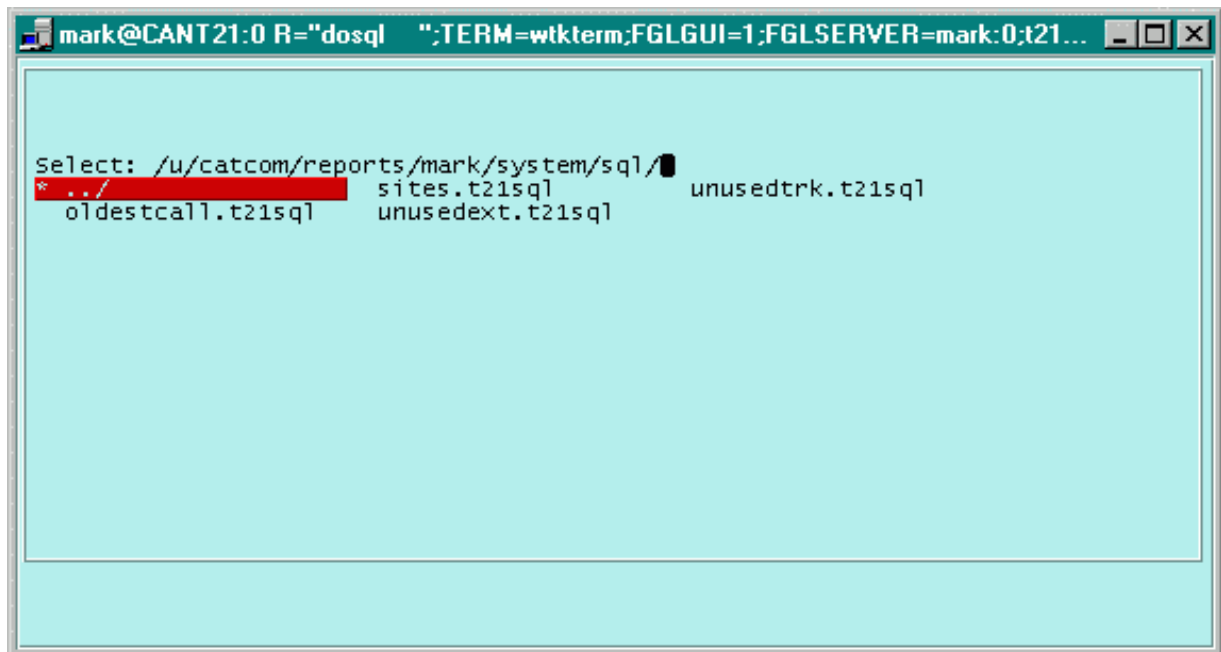 mark@CANT21:0 R="dosql ";TERM=wtkterm;FGLGUI=1;FGLSERVER=mark:0;t21...
Select: /u/catcom/reports/mark/system/sql/
* ../ sites.t21sql unusedtrk.t21sql
oldestcall.t21sql unusedext.t21sql